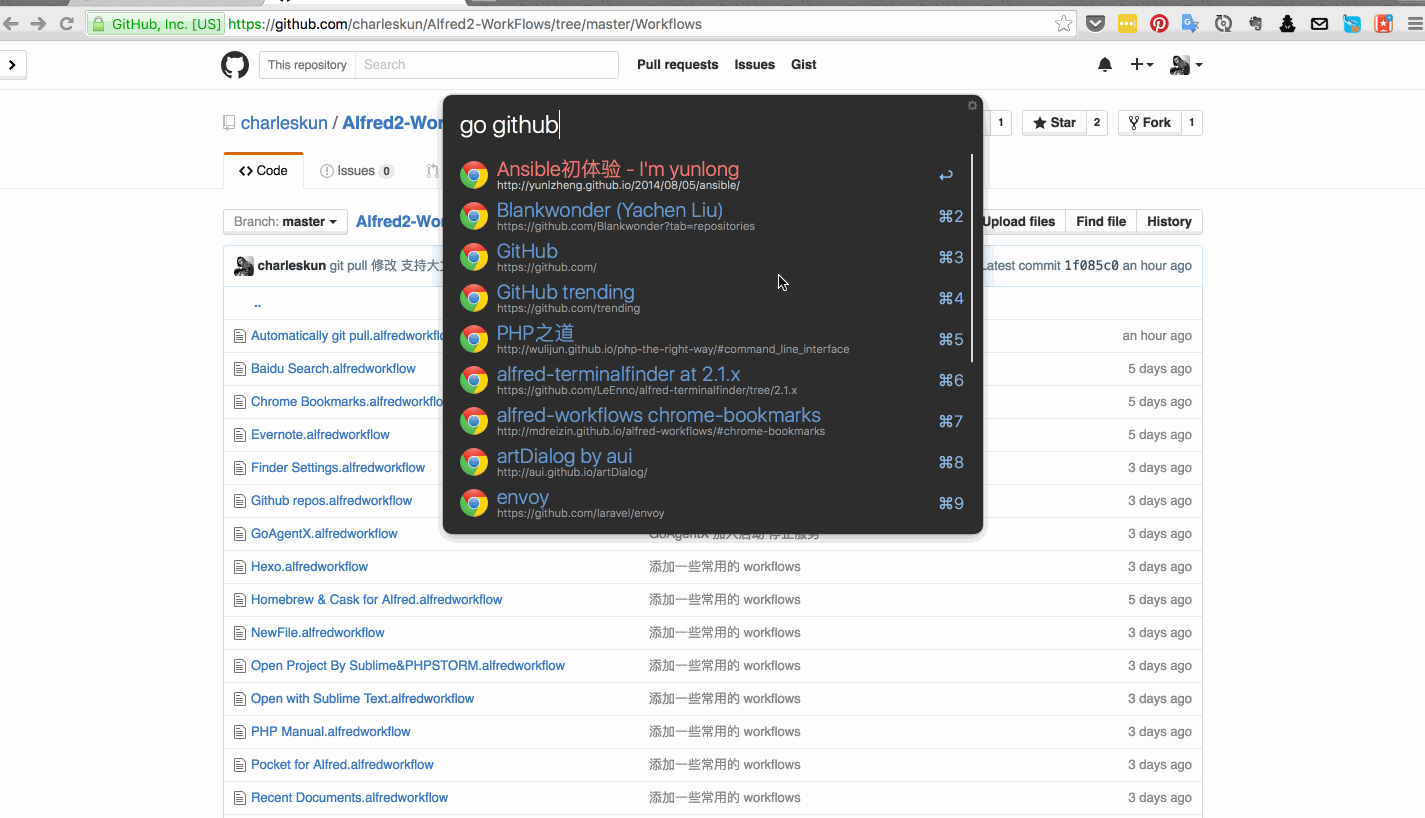 GitHub, Inc. [US] https://github.com/charleskun/Alfred2-WorkFlows/tree/master/Workflows
This repository Search Pull requests Issues Gist
charleskun / Alfred2-Wor
1 Star 2 Fork 1
Code Issues 0
Branch: master Alfred2-Wor Upload files Find file History
charleskun git pull 修改 支持大 Latest commit 1f085c0 an hour ago
..
go github
Ansible初体验 - I'm yunlong
http://yunlzheng.github.io/2014/08/05/ansible/
Blankwonder (Yachen Liu) ⌘2
https://github.com/Blankwonder?tab=repositories
GitHub ⌘3
https://github.com/
GitHub trending ⌘4
https://github.com/trending
PHP之道 ⌘5
http://wulijun.github.io/php-the-right-way/#command_line_interface
alfred-terminalfinder at 2.1.x ⌘6
https://github.com/LeEnno/alfred-terminalfinder/tree/2.1.x
alfred-workflows chrome-bookmarks ⌘7
http://mdreizin.github.io/alfred-workflows/#chrome-bookmarks
artDialog by aui ⌘8
http://aui.github.io/artDialog/
envoy ⌘9
https://github.com/laravel/envoy
Automatically git pull.alfredworkflo an hour ago
Baidu Search.alfredworkflow 5 days ago
Chrome Bookmarks.alfredworkflo 5 days ago
Evernote.alfredworkflow 5 days ago
Finder Settings.alfredworkflow 3 days ago
Github repos.alfredworkflow 3 days ago
GoAgentX.alfredworkflow GoAgentX 加入启动 停止服务 3 days ago
Hexo.alfredworkflow 添加一些常用的 workflows 3 days ago
Homebrew & Cask for Alfred.alfredworkflow 添加一些常用的 workflows 5 days ago
NewFile.alfredworkflow 添加一些常用的 workflows 3 days ago
Open Project By Sublime&PHPSTORM.alfredworkflow 添加一些常用的 workflows 3 days ago
Open with Sublime Text.alfredworkflow 添加一些常用的 workflows 3 days ago
PHP Manual.alfredworkflow 添加一些常用的 workflows 3 days ago
Pocket for Alfred.alfredworkflow 添加一些常用的 workflows 3 days ago
Recent Documents.alfredworkflow 添加一些常用的 workflows 3 days ago